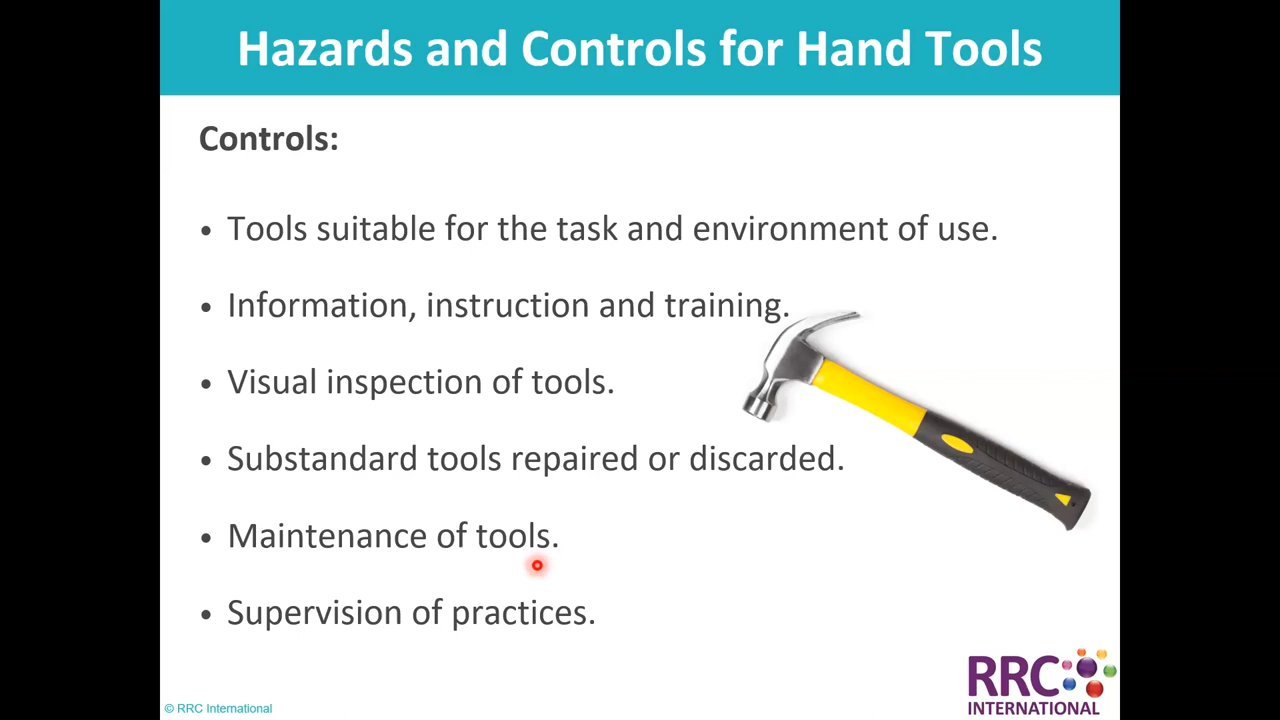 Hazards and Controls for Hand Tools
Controls:
• Tools suitable for the task and environment of use.
• Information, instruction and training.
• Visual inspection of tools.
• Substandard tools repaired or discarded.
• Maintenance of tools.
• Supervision of practices.
RRC
INTERNATIONAL
© RRC International